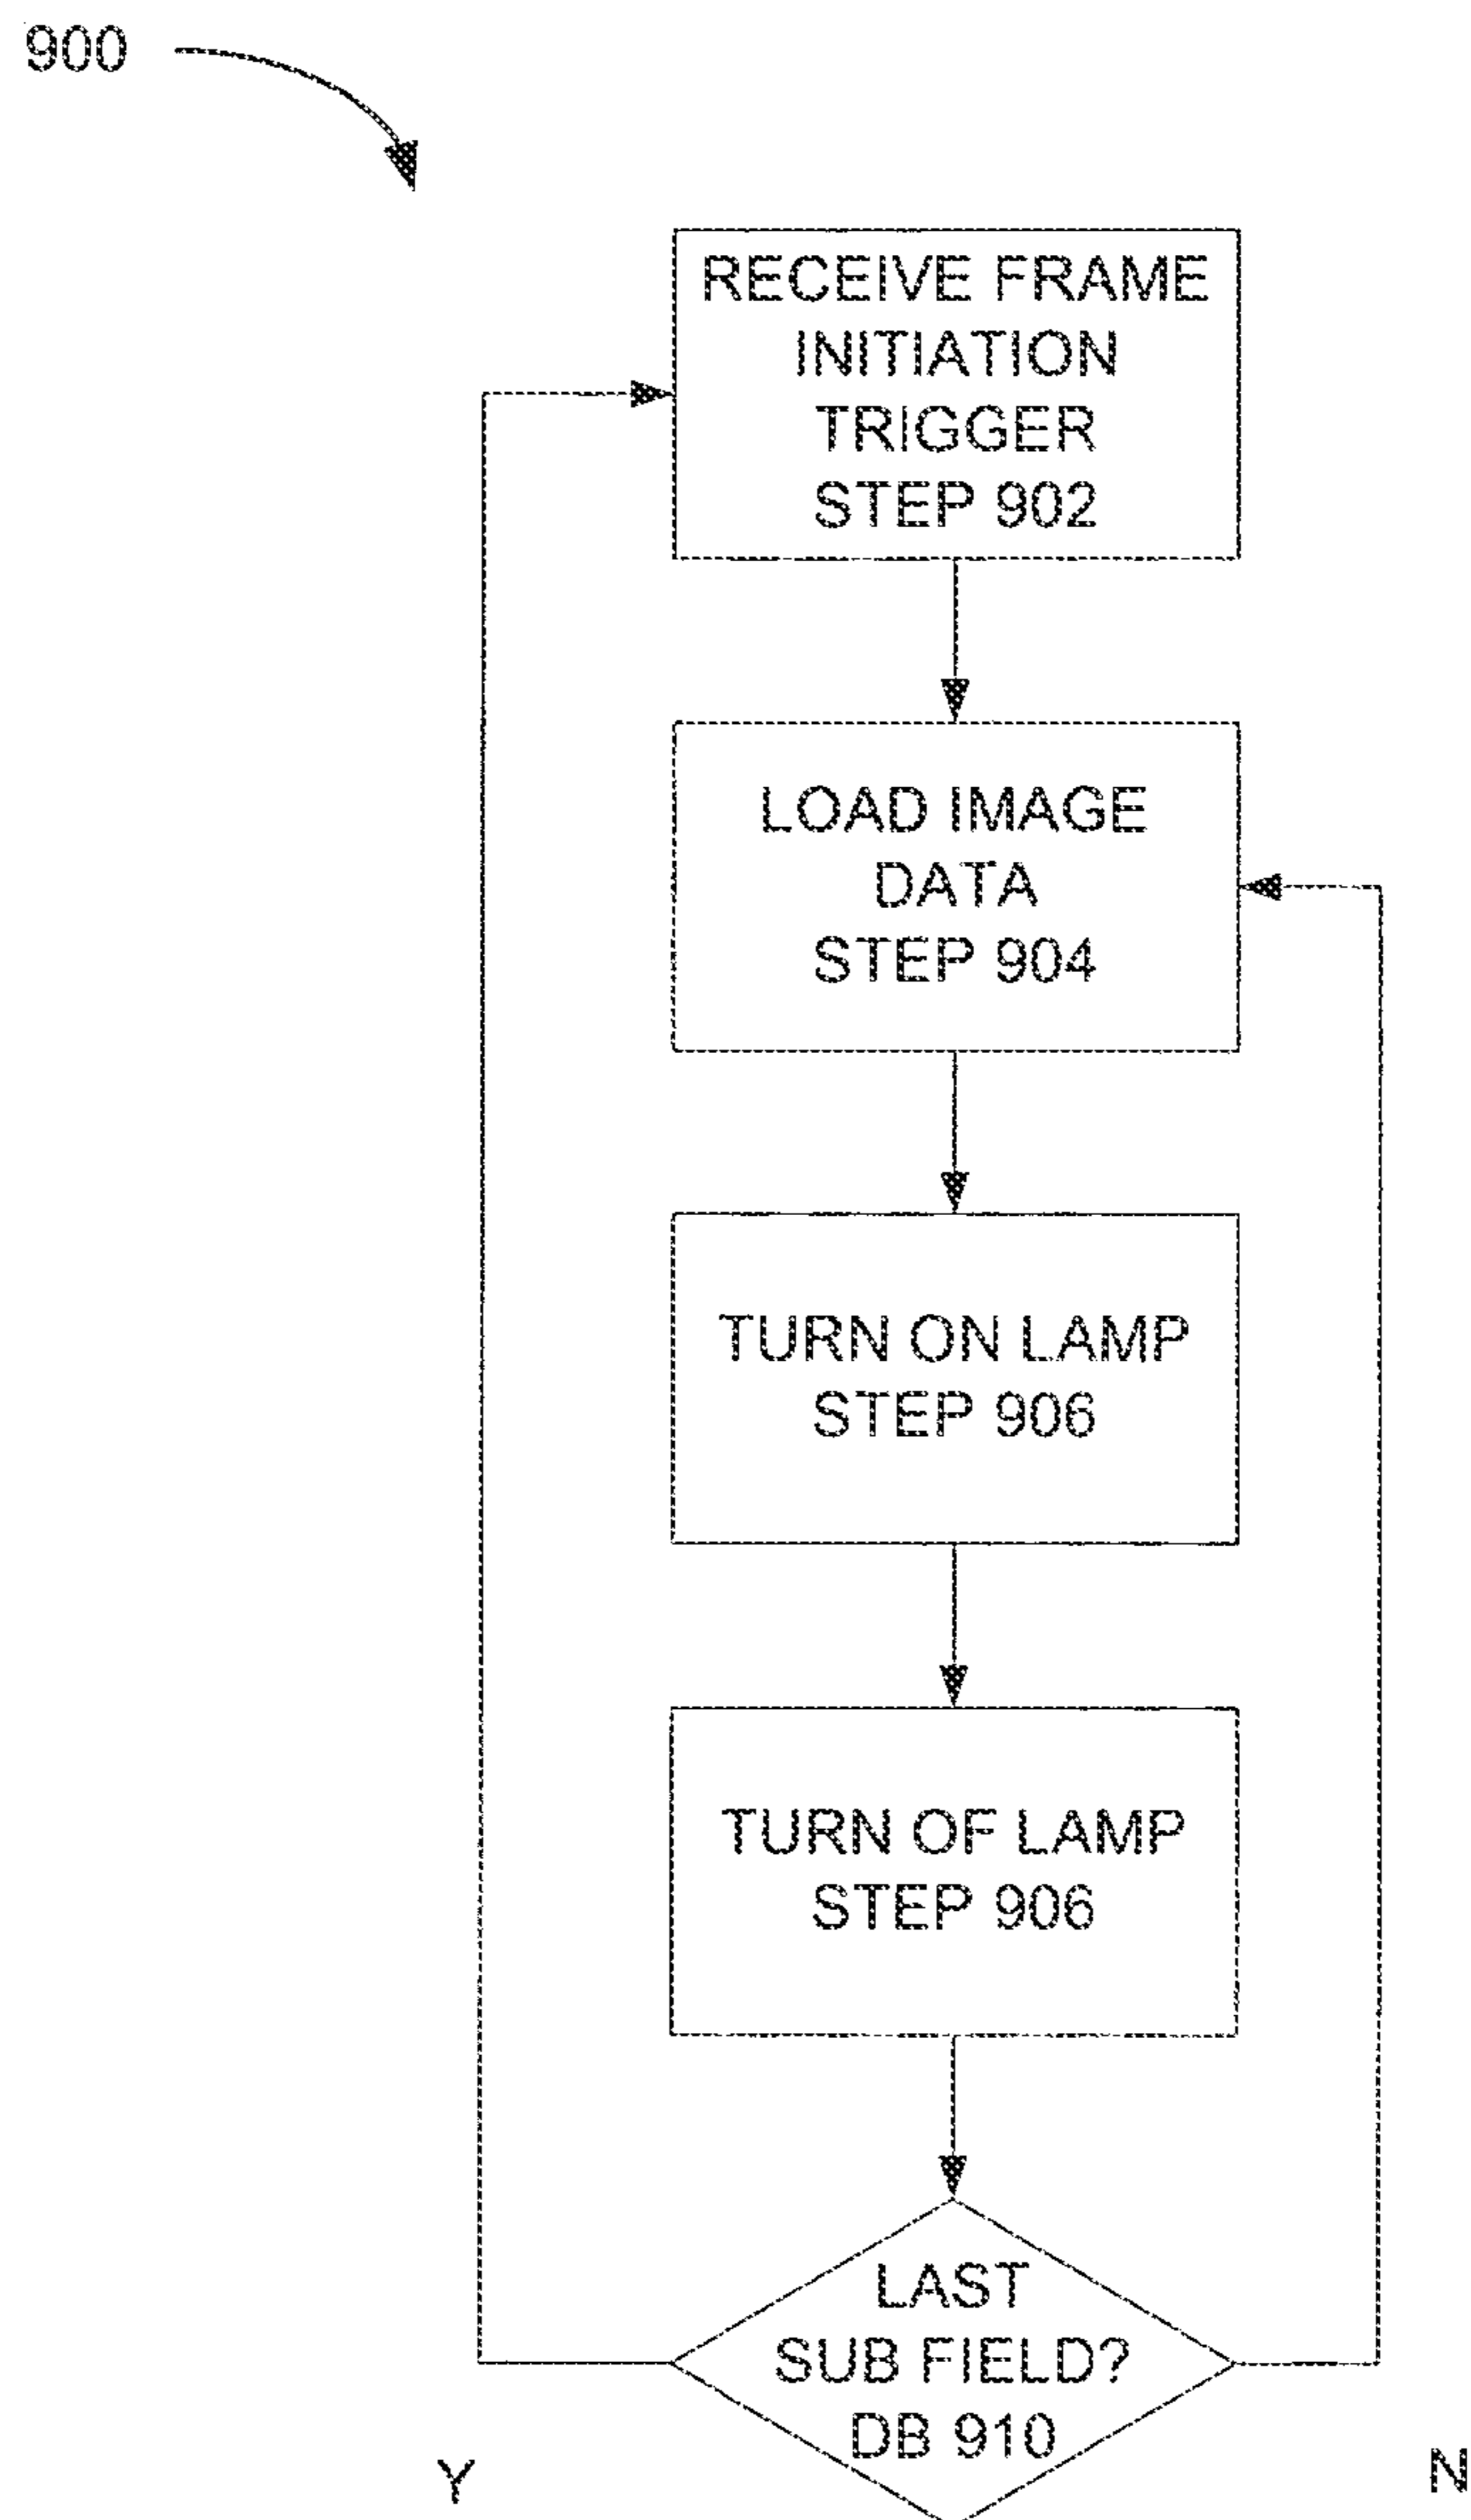 900
RECEIVE FRAME
INITIATION
TRIGGER
STEP 902
LOAD IMAGE
DATA
STEP 904
TURN ON LAMP
STEP 906
TURN OF LAMP
STEP 906
LAST
SUB FIELD?
DB 910
Y
N